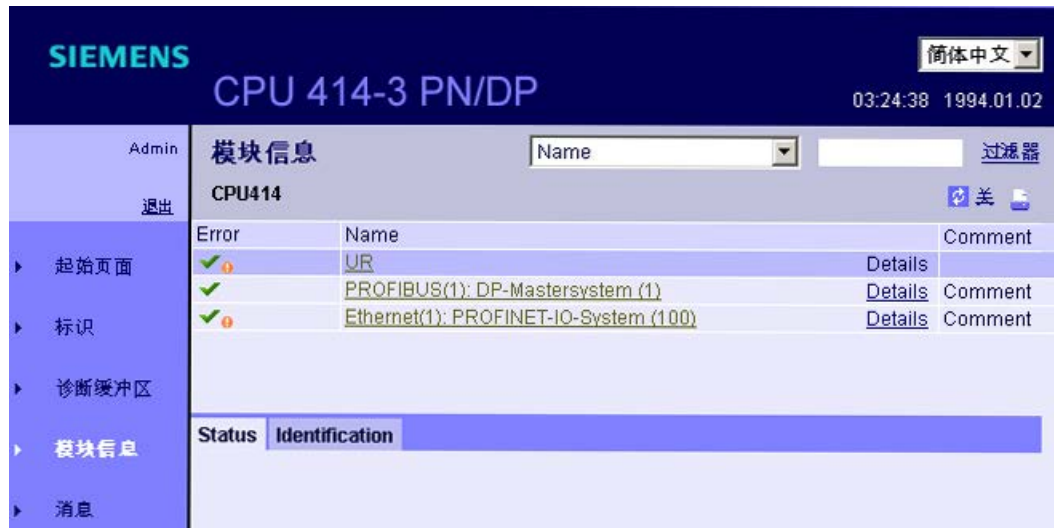 SIEMENS
CPU 414-3 PN/DP
简体中文
03:24:38 1994.01.02
Admin
退出
模块信息
Name
过滤器
CPU414
关
Error Name Comment
UR Details
PROFIBUS(1): DP-Mastersystem (1) Details Comment
Ethernet(1): PROFINET-IO-System (100) Details Comment
起始页面
标识
诊断缓冲区
模块信息
消息
Status Identification